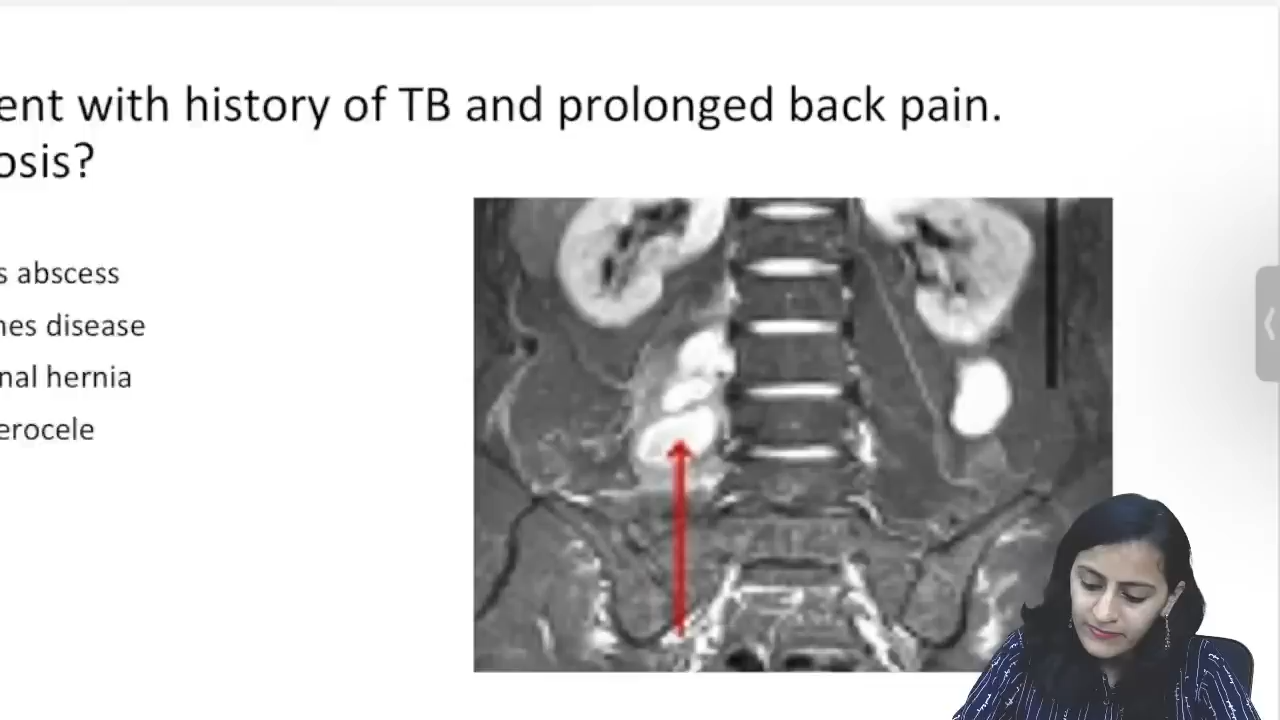 ent with history of TB and prolonged back pain.
osis?
s abscess
nes disease
nal hernia
erocele